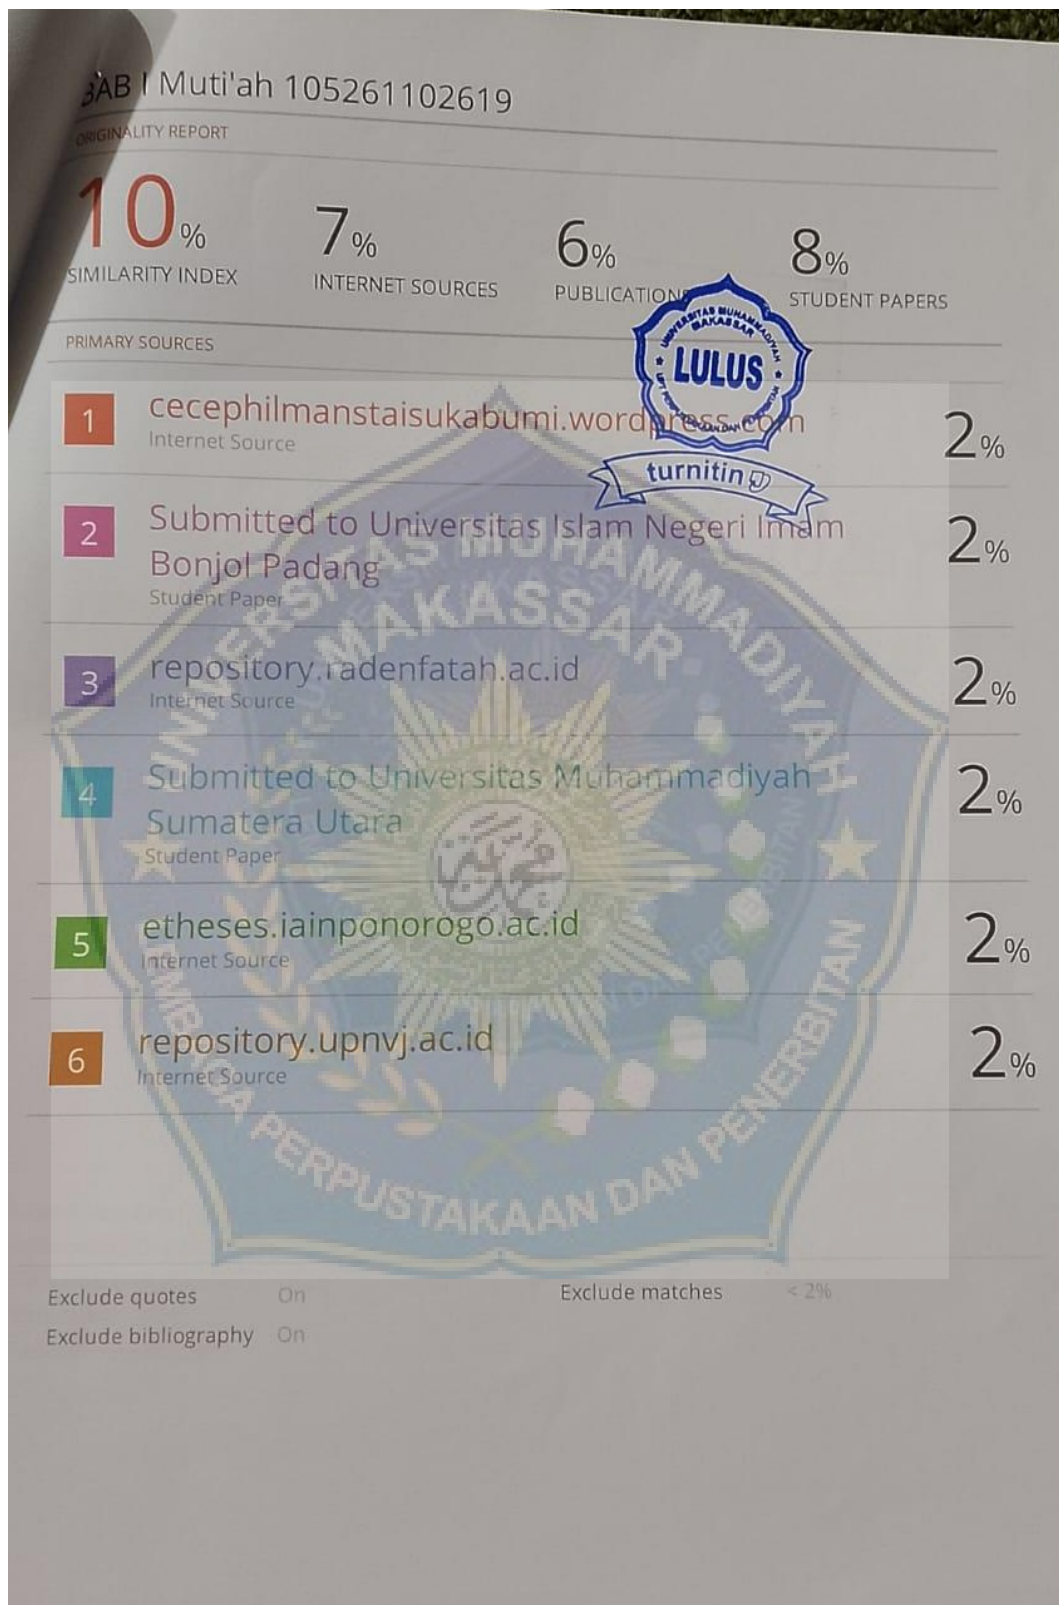 BAB I Muti'ah 105261102619
ORIGINALITY REPORT
10% 7% 6% 8%
SIMILARITY INDEX INTERNET SOURCES PUBLICATIONS STUDENT PAPERS
UNIVERSITAS MUHAMMADIYAH
MAKASSAR
LULUS
turnitin
PRIMARY SOURCES
1 cecephilmanstaisukabumi.wordpress.com 2%
Internet Source
2 Submitted to Universitas Islam Negeri Imam Bonjol Padang 2%
Student Paper
3 repository.radenfatah.ac.id 2%
Internet Source
4 Submitted to Universitas Muhammadiyah Sumatera Utara 2%
Student Paper
5 etheses.iainponorogo.ac.id 2%
Internet Source
6 repository.upnvj.ac.id 2%
Internet Source
UNIVERSITAS MUHAMMADIYAH
MAKASSAR
LEMBAGA PERPUSTAKAAN DAN PENERBITAN
Exclude quotes On Exclude matches < 2%
Exclude bibliography On